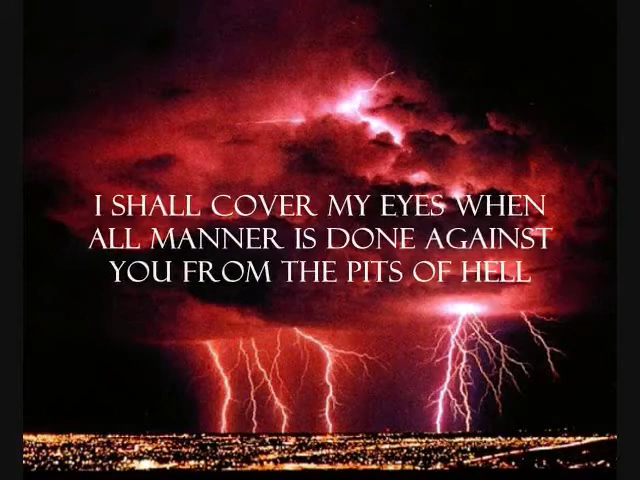 I SHALL COVER MY EYES WHEN
ALL MANNER IS DONE AGAINST
YOU FROM THE PITS OF HELL